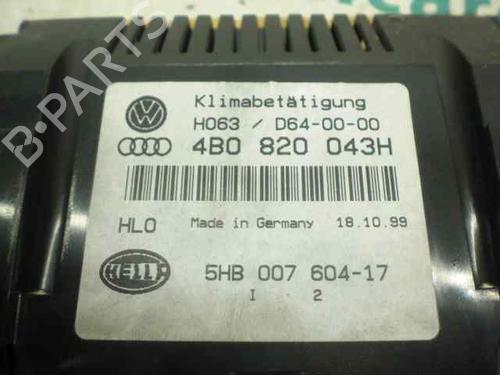 Klimabetätigung
H063 / D64-00-00
4B0 820 043H
HLO Made in Germany 18.10.99
HELLA 5HB 007 604-17
I 2